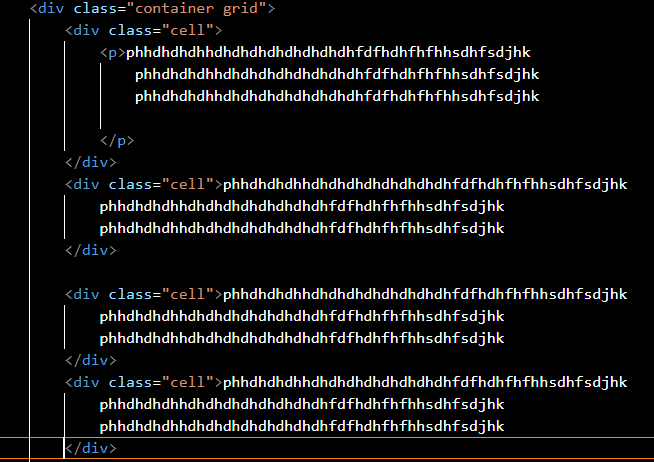 <div class="container grid">
<div class="cell">
<p>phhdhdhdhhdhdhdhdhdhdhdhdhfdfhdhfhfhhsdhfsdjhk
phhdhdhdhhdhdhdhdhdhdhdhdhfdfhdhfhfhhsdhfsdjhk
phhdhdhdhhdhdhdhdhdhdhdhdhfdfhdhfhfhhsdhfsdjhk
</p>
</div>
<div class="cell">phhdhdhdhhdhdhdhdhdhdhdhdhfdfhdhfhfhhsdhfsdjhk
phhdhdhdhhdhdhdhdhdhdhdhdhfdfhdhfhfhhsdhfsdjhk
phhdhdhdhhdhdhdhdhdhdhdhdhfdfhdhfhfhhsdhfsdjhk
</div>
<div class="cell">phhdhdhdhhdhdhdhdhdhdhdhdhfdfhdhfhfhhsdhfsdjhk
phhdhdhdhhdhdhdhdhdhdhdhdhfdfhdhfhfhhsdhfsdjhk
phhdhdhdhhdhdhdhdhdhdhdhdhfdfhdhfhfhhsdhfsdjhk
</div>
<div class="cell">phhdhdhdhhdhdhdhdhdhdhdhdhfdfhdhfhfhhsdhfsdjhk
phhdhdhdhhdhdhdhdhdhdhdhdhfdfhdhfhfhhsdhfsdjhk
phhdhdhdhhdhdhdhdhdhdhdhdhfdfhdhfhfhhsdhfsdjhk
</div>